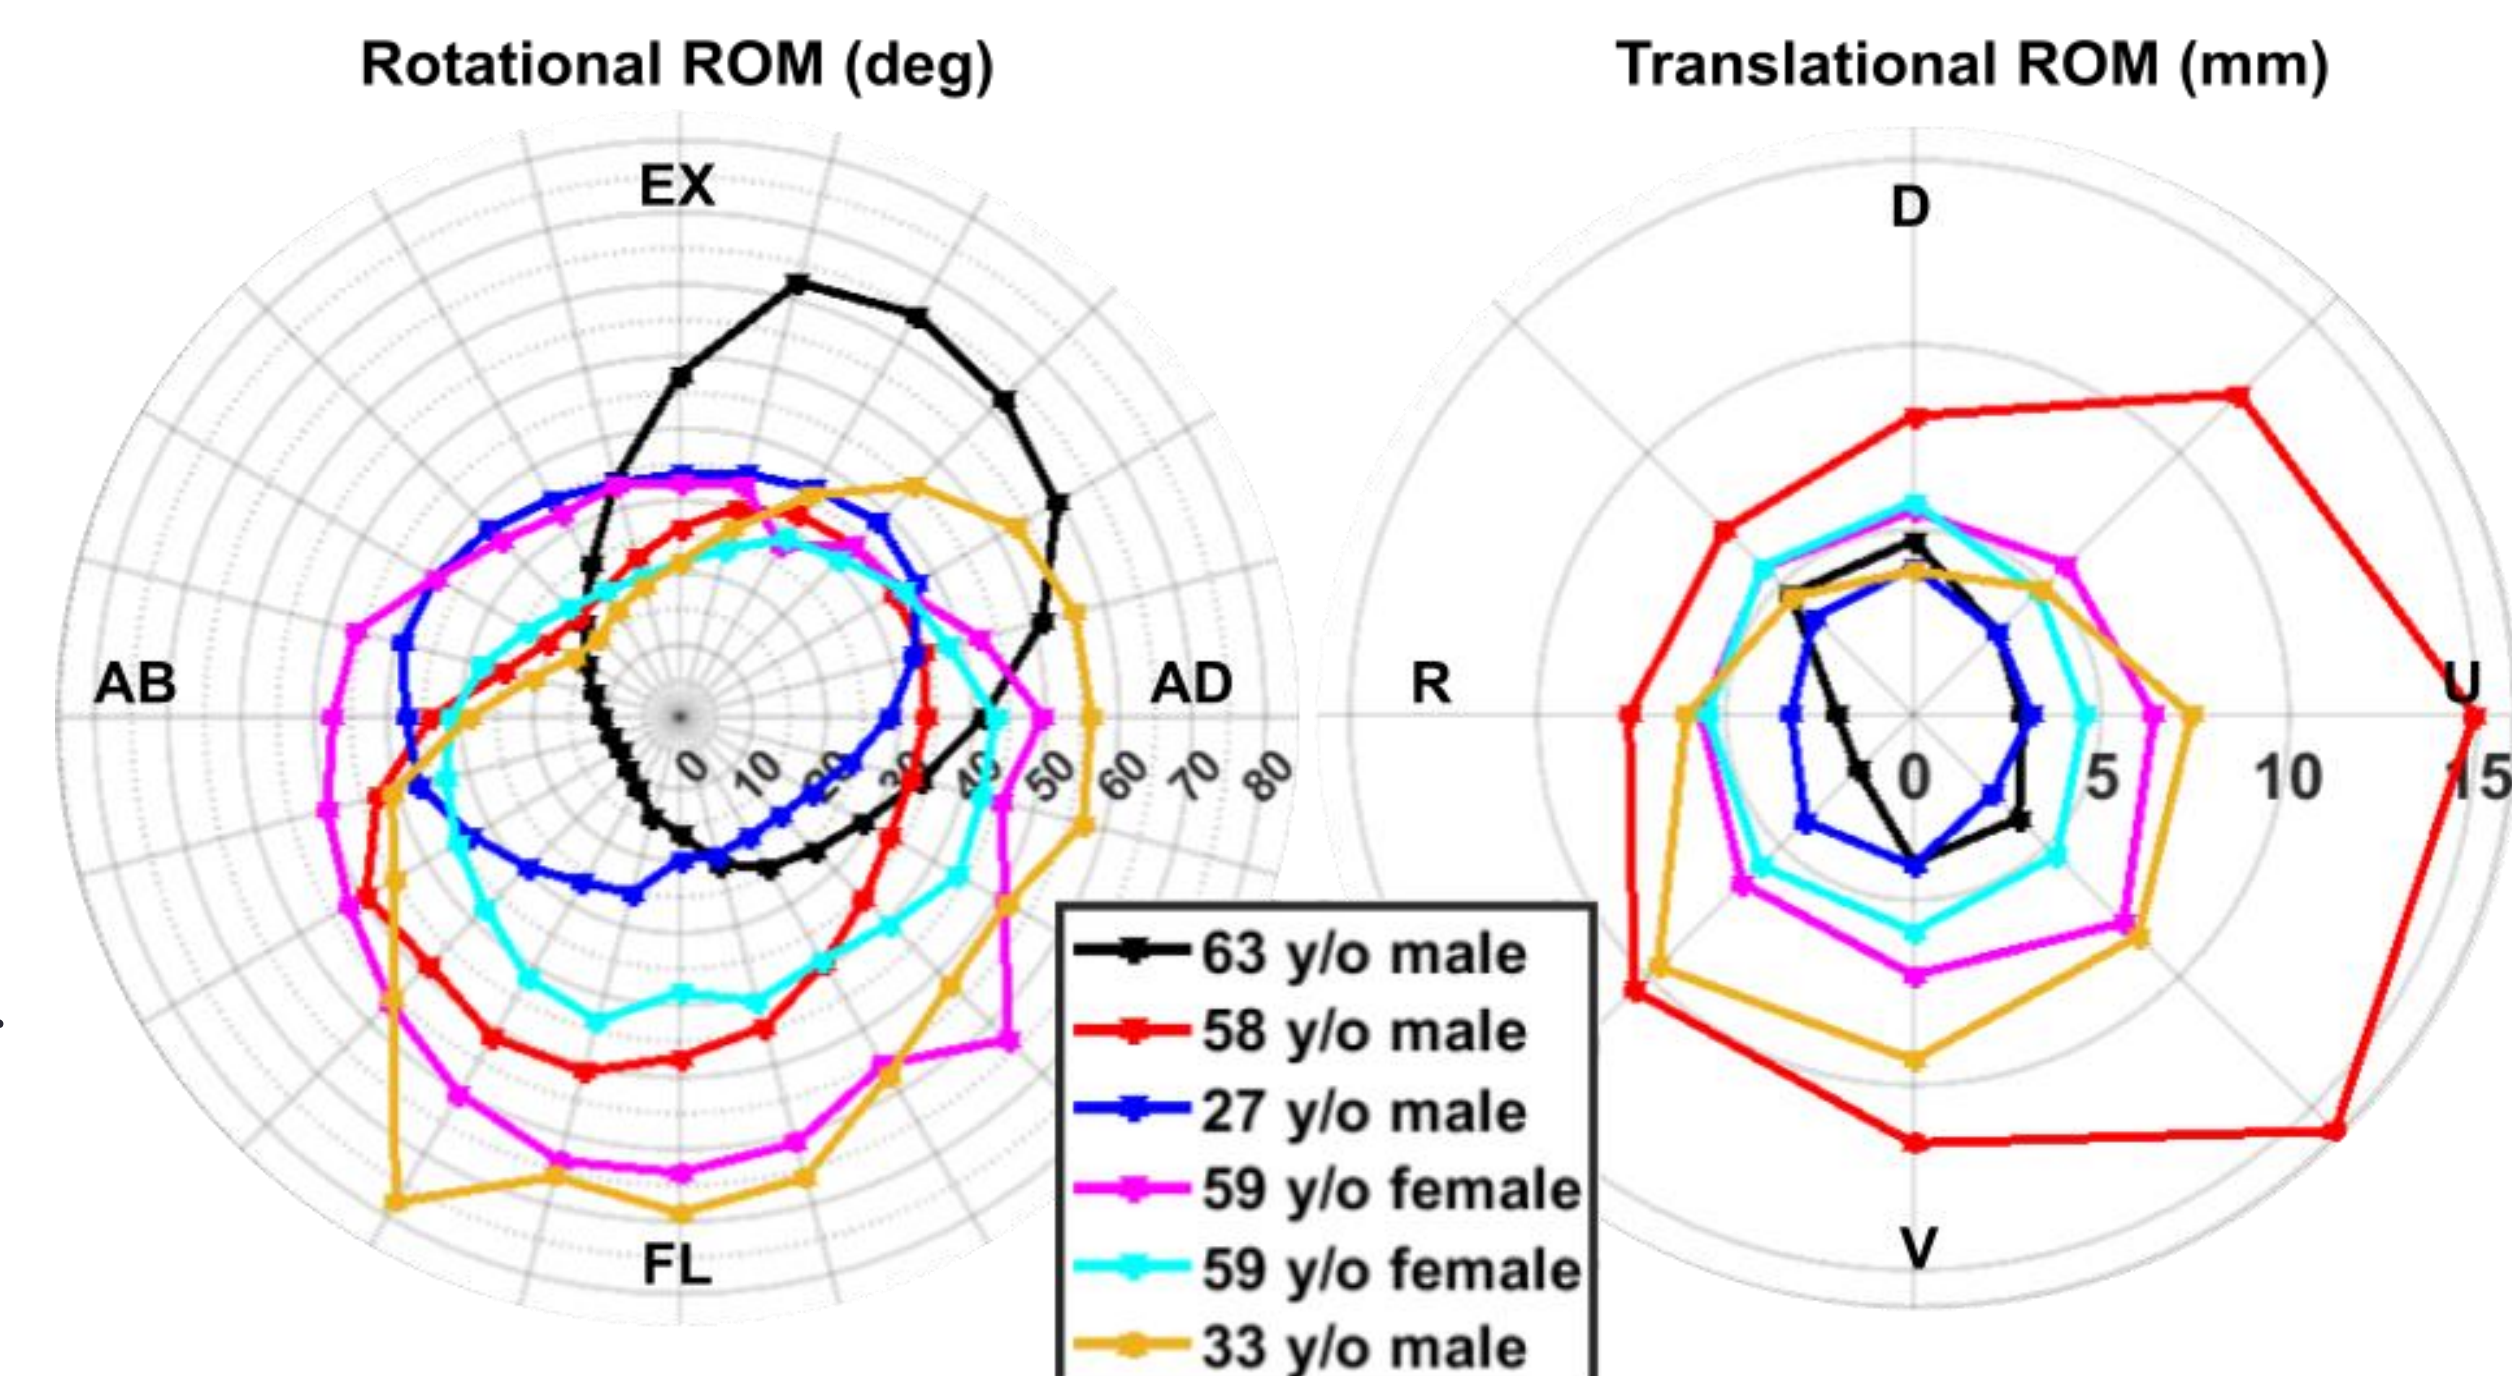 Rotational ROM (deg)
EX
AB
AD
0 10 20 30 40 50 60 70 80
FL
Translational ROM (mm)
D
R
U
0 5 10 15
V
63 y/o male
58 y/o male
27 y/o male
59 y/o female
59 y/o female
33 y/o male